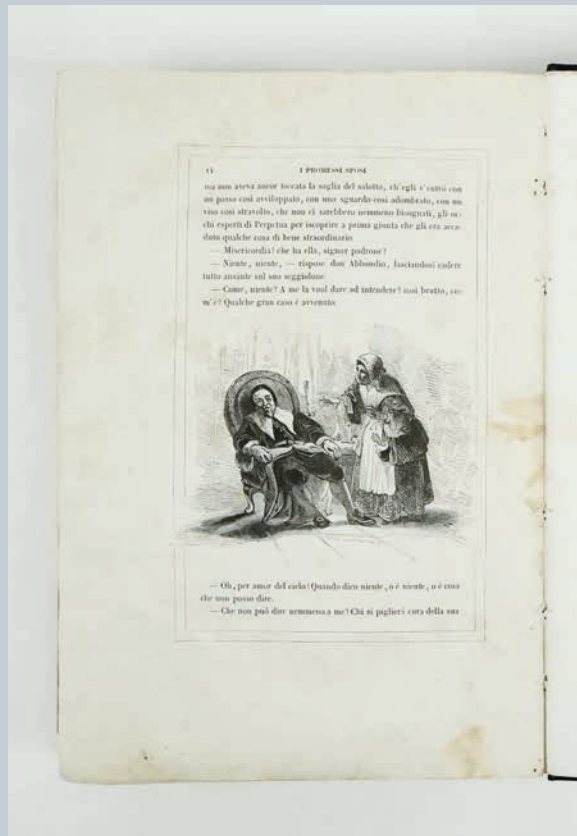 24 I PROMESSI SPOSI
ma non aveva ancor toccata la soglia del salotto, ch'egli v'entrò con
un passo così avviluppato, con uno sguardo così adombrato, con un
viso così stravolto, che non ci sarebbero nemmeno bisognati, gli oc-
chi esperti di Perpetua per iscoprire a prima giunta che gli era acca-
duto qualche cosa di bene straordinario.
— Misericordia! che ha ella, signor padrone?
— Niente, niente, — rispose don Abbondio, lasciandosi cadere
tutto ansante sul suo seggiolone.
— Come, niente? A me la vuol dare ad intendere? così brutto, co-
m'è? Qualche gran caso è avvenuto.
— Oh, per amor del cielo! Quando dico niente, o è niente, o è cosa
che non posso dire.
— Che non può dire nemmeno a me? Chi si piglierà cura della sua